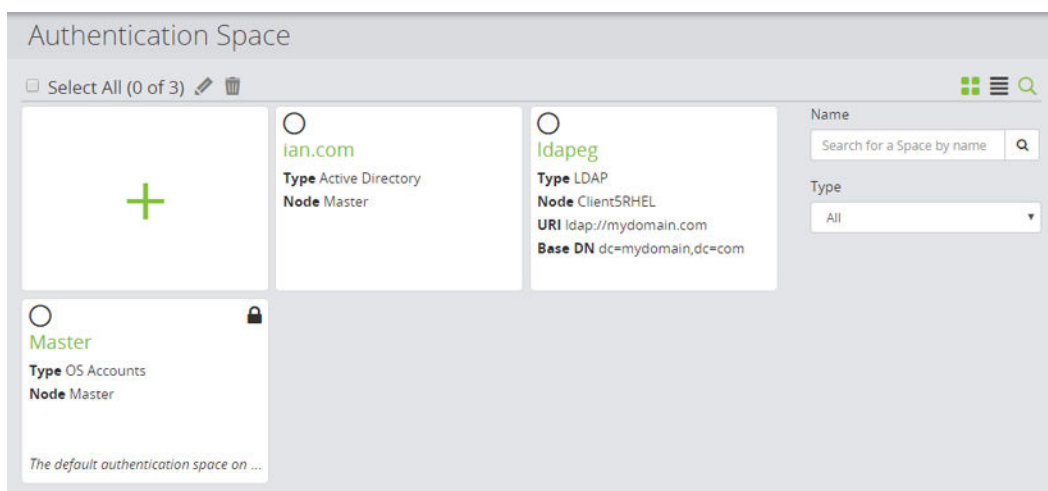 Authentication Space
Select All (0 of 3)
ian.com
Type Active Directory
Node Master
ldapeg
Type LDAP
Node Client5RHEL
URI ldap://mydomain.com
Base DN dc=mydomain,dc=com
Name
Search for a Space by name
Type
All
Master
Type OS Accounts
Node Master
The default authentication space on ...